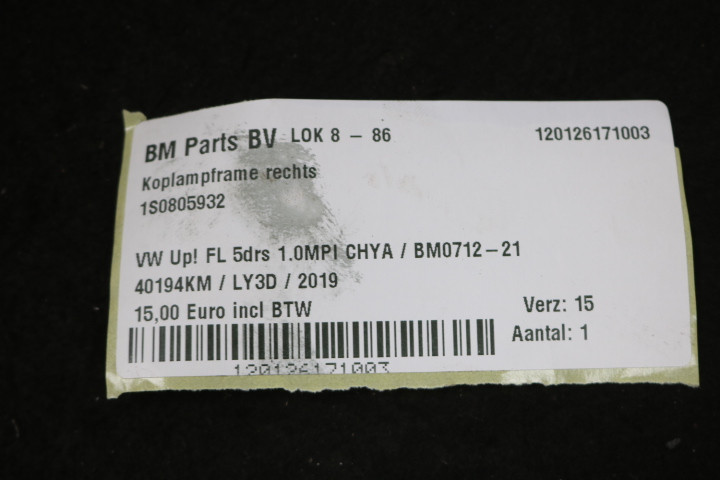 BM Parts BV LOK 8 - 86 120126171003
Koplampframe rechts
1S0805932
VW Up! FL 5drs 1.0MPI CHYA / BM0712-21
40194KM / LY3D / 2019
15,00 Euro incl BTW Verz: 15
Aantal: 1
120126171003